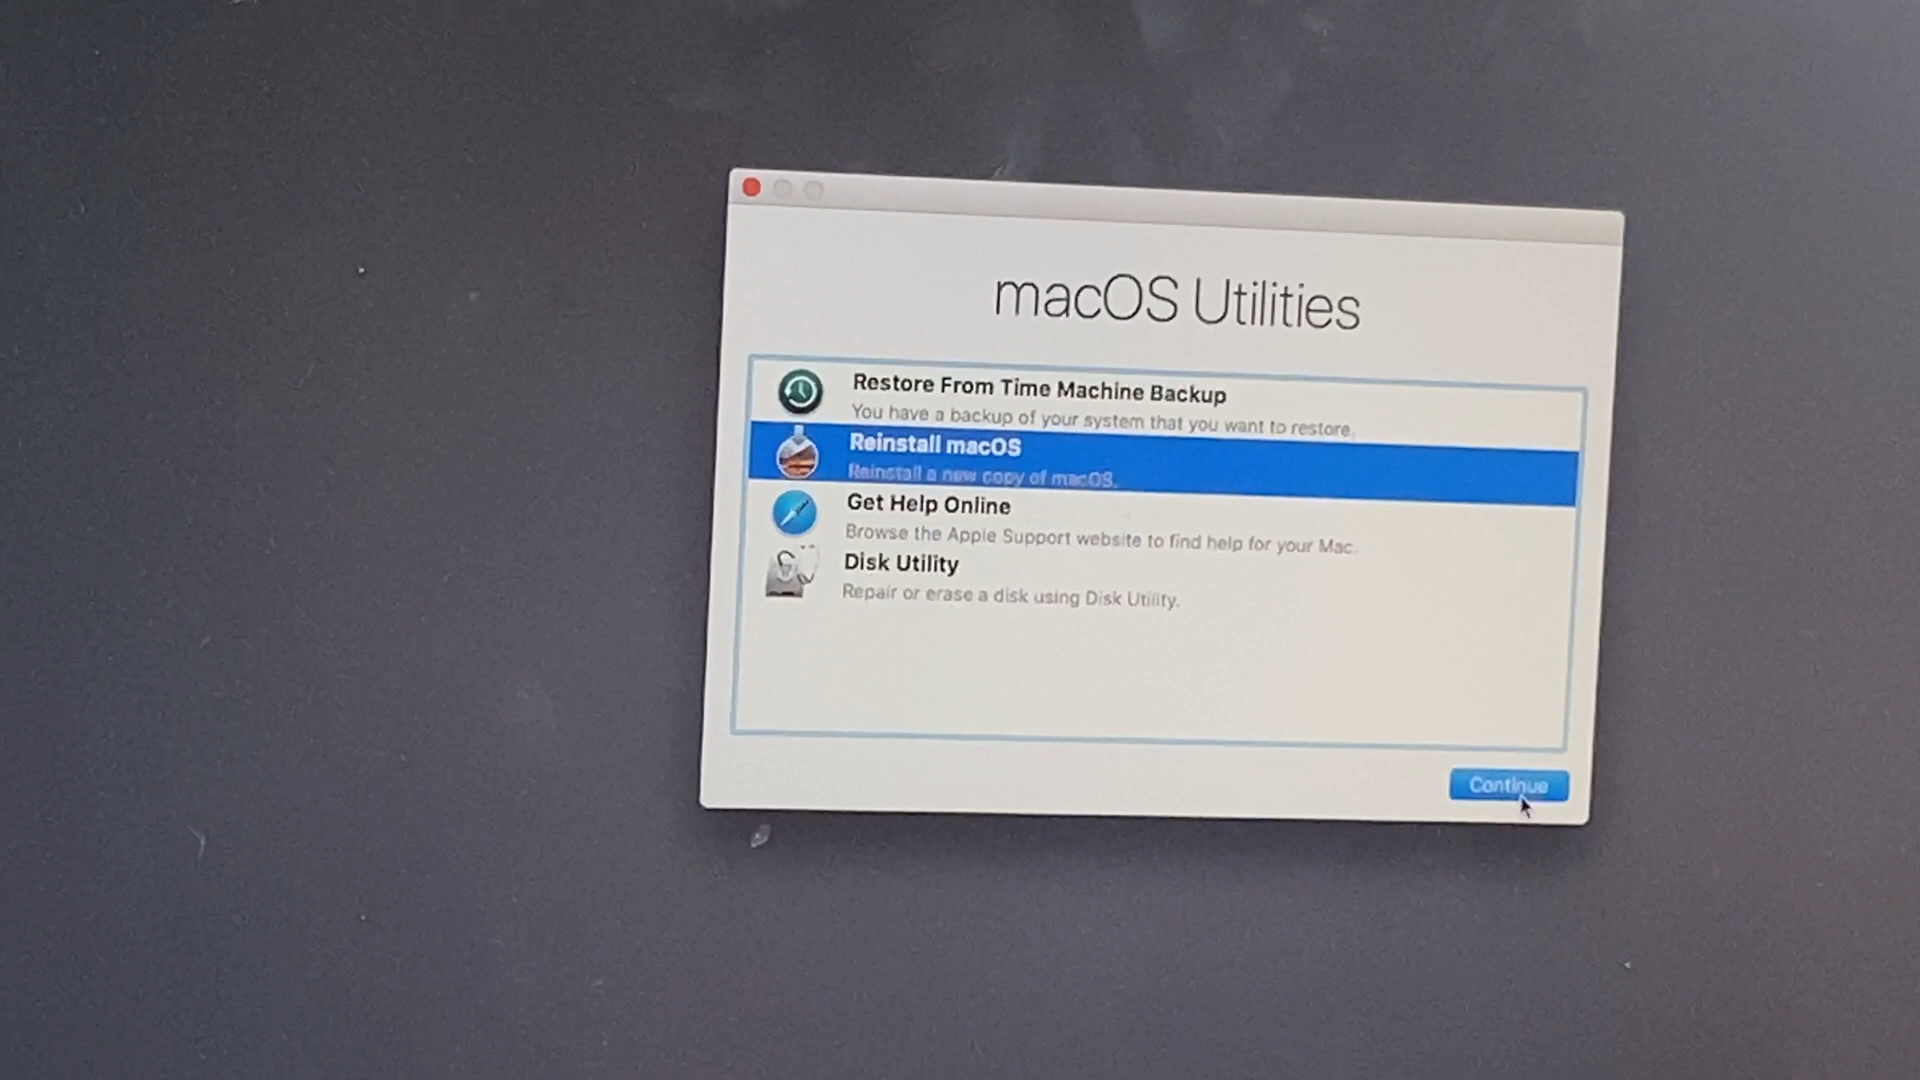 macOS Utilities
Restore From Time Machine Backup
You have a backup of your system that you want to restore.
Reinstall macOS
Reinstall a new copy of macOS.
Get Help Online
Browse the Apple Support website to find help for your Mac.
Disk Utility
Repair or erase a disk using Disk Utility.
Continue